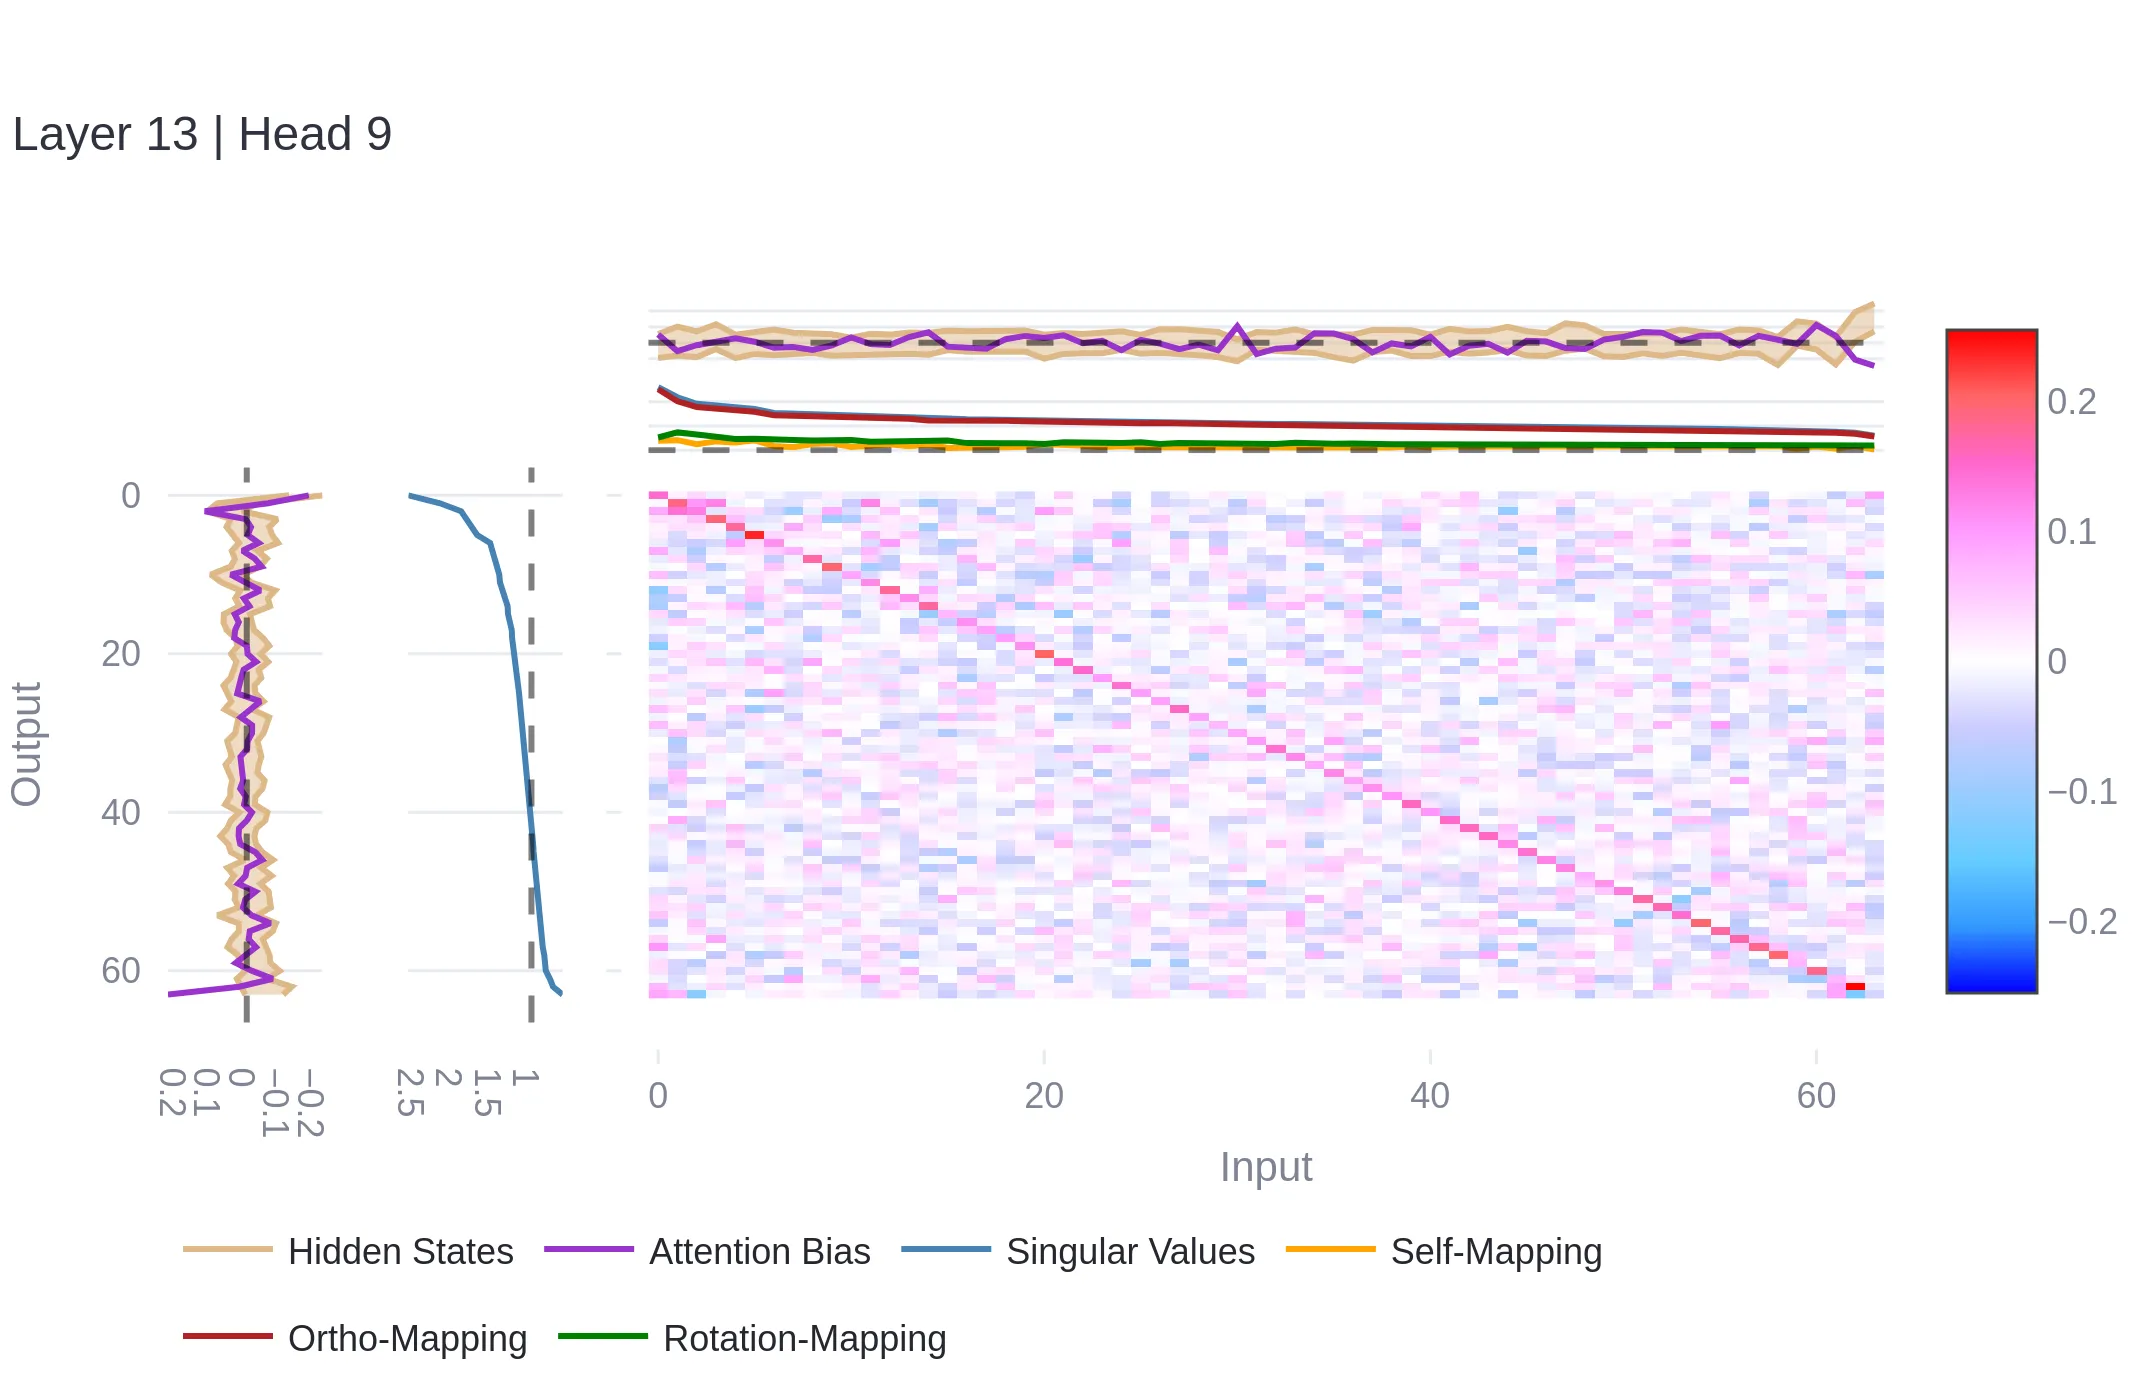 Layer 13 | Head 9
0
20
40
60
Output
0.2
0.1
0
−0.1
−0.2
2.5
2
1.5
1
0
20
40
60
Input
0.2
0.1
0
−0.1
−0.2
Hidden States
Attention Bias
Singular Values
Self-Mapping
Ortho-Mapping
Rotation-Mapping